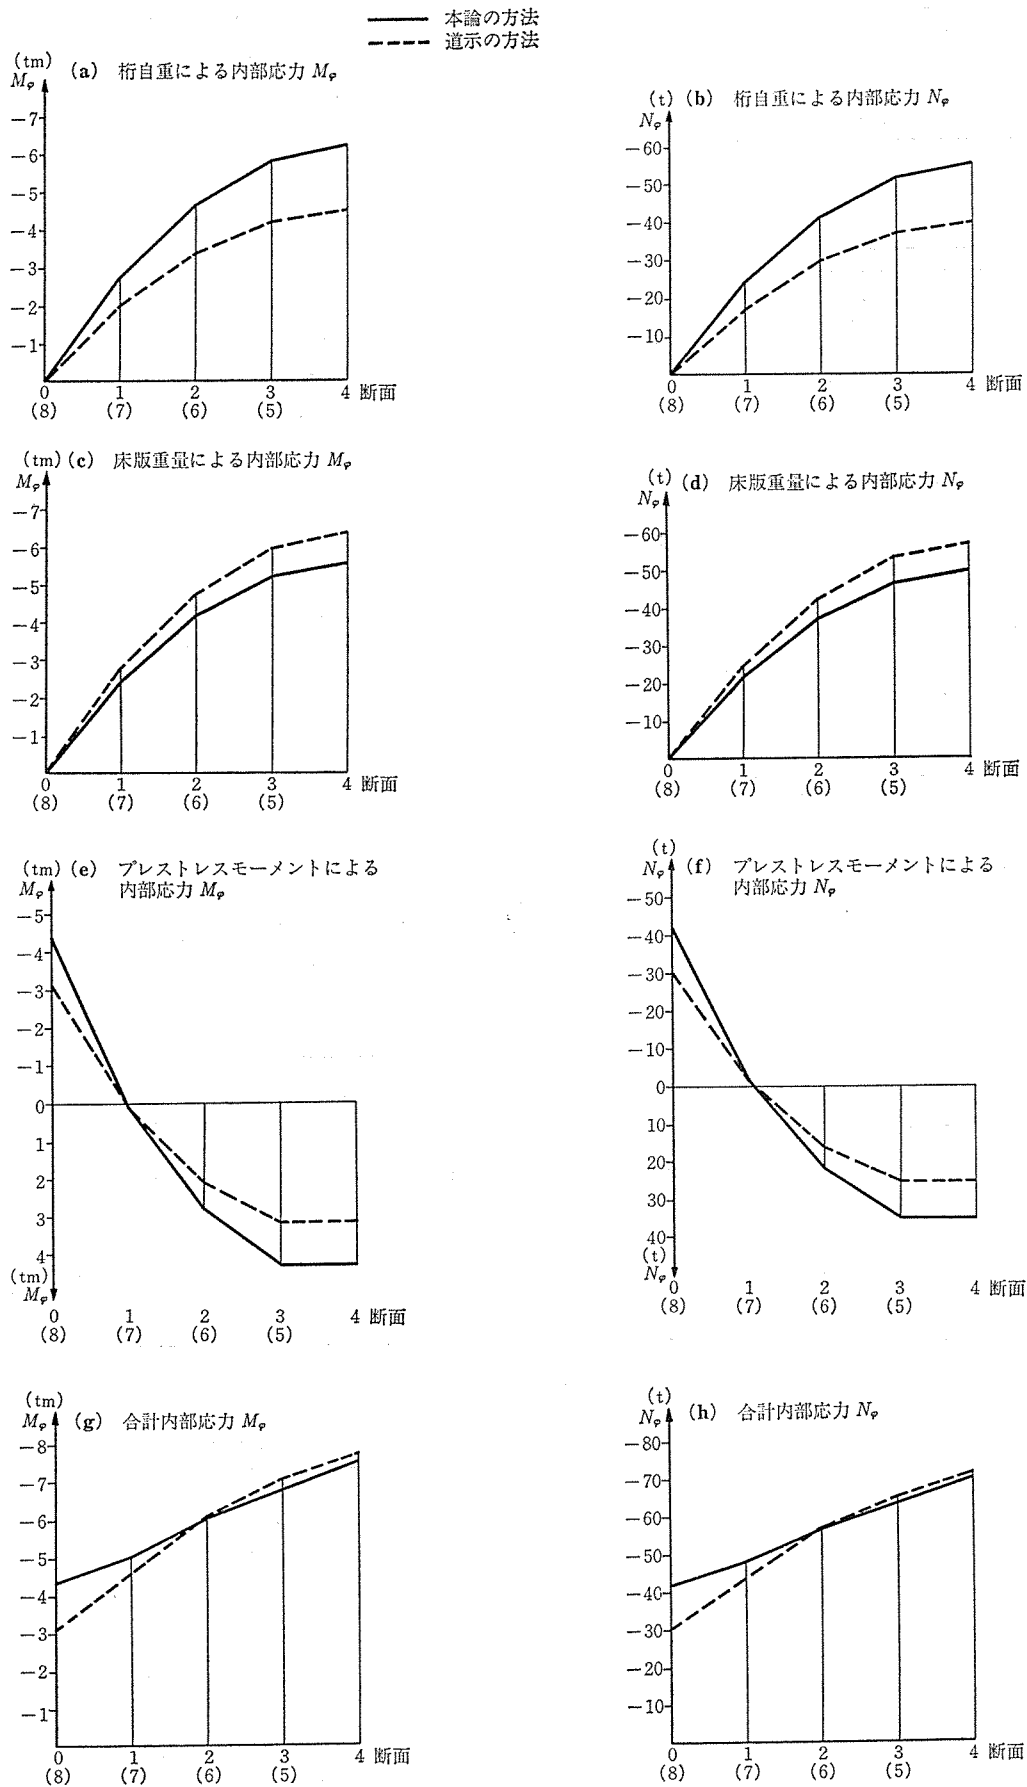 本論の方法
道示の方法
(tm) (a) 桁自重による内部応力 Mφ
Mφ
−7
−6
−5
−4
−3
−2
−1
0 1 2 3 4 断面
(8) (7) (6) (5)
(t) (b) 桁自重による内部応力 Nφ
Nφ
−60
−50
−40
−30
−20
−10
0 1 2 3 4 断面
(8) (7) (6) (5)
(tm) (c) 床版重量による内部応力 Mφ
Mφ
−7
−6
−5
−4
−3
−2
−1
0 1 2 3 4 断面
(8) (7) (6) (5)
(t) (d) 床版重量による内部応力 Nφ
Nφ
−60
−50
−40
−30
−20
−10
0 1 2 3 4 断面
(8) (7) (6) (5)
(tm) (e) プレストレスモーメントによる
Mφ 内部応力 Mφ
−5
−4
−3
−2
−1
0
1
2
3
4
(tm)
Mφ
0 1 2 3 4 断面
(8) (7) (6) (5)
(t)
Nφ (f) プレストレスモーメントによる
内部応力 Nφ
−50
−40
−30
−20
−10
0
10
20
30
40
(t)
Nφ
0 1 2 3 4 断面
(8) (7) (6) (5)
(tm)
Mφ (g) 合計内部応力 Mφ
−8
−7
−6
−5
−4
−3
−2
−1
0 1 2 3 4 断面
(8) (7) (6) (5)
(t)
Nφ (h) 合計内部応力 Nφ
−80
−70
−60
−50
−40
−30
−20
−10
0 1 2 3 4 断面
(8) (7) (6) (5)